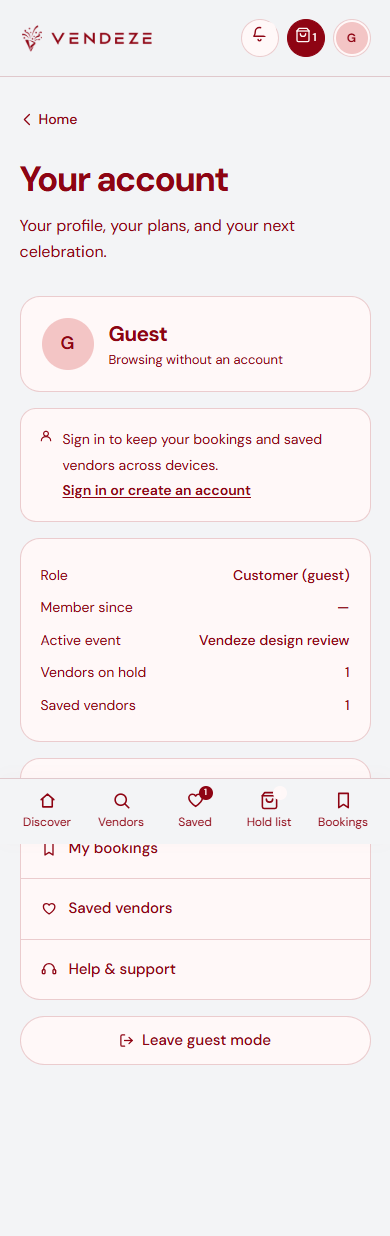 VENDEZE
1
G
Home
Your account
Your profile, your plans, and your next
celebration.
G
Guest
Browsing without an account
Sign in to keep your bookings and saved
vendors across devices.
Sign in or create an account
Role Customer (guest)
Member since —
Active event Vendeze design review
Vendors on hold 1
Saved vendors 1
1
Discover Vendors Saved Hold list Bookings
My bookings
Saved vendors
Help & support
Leave guest mode